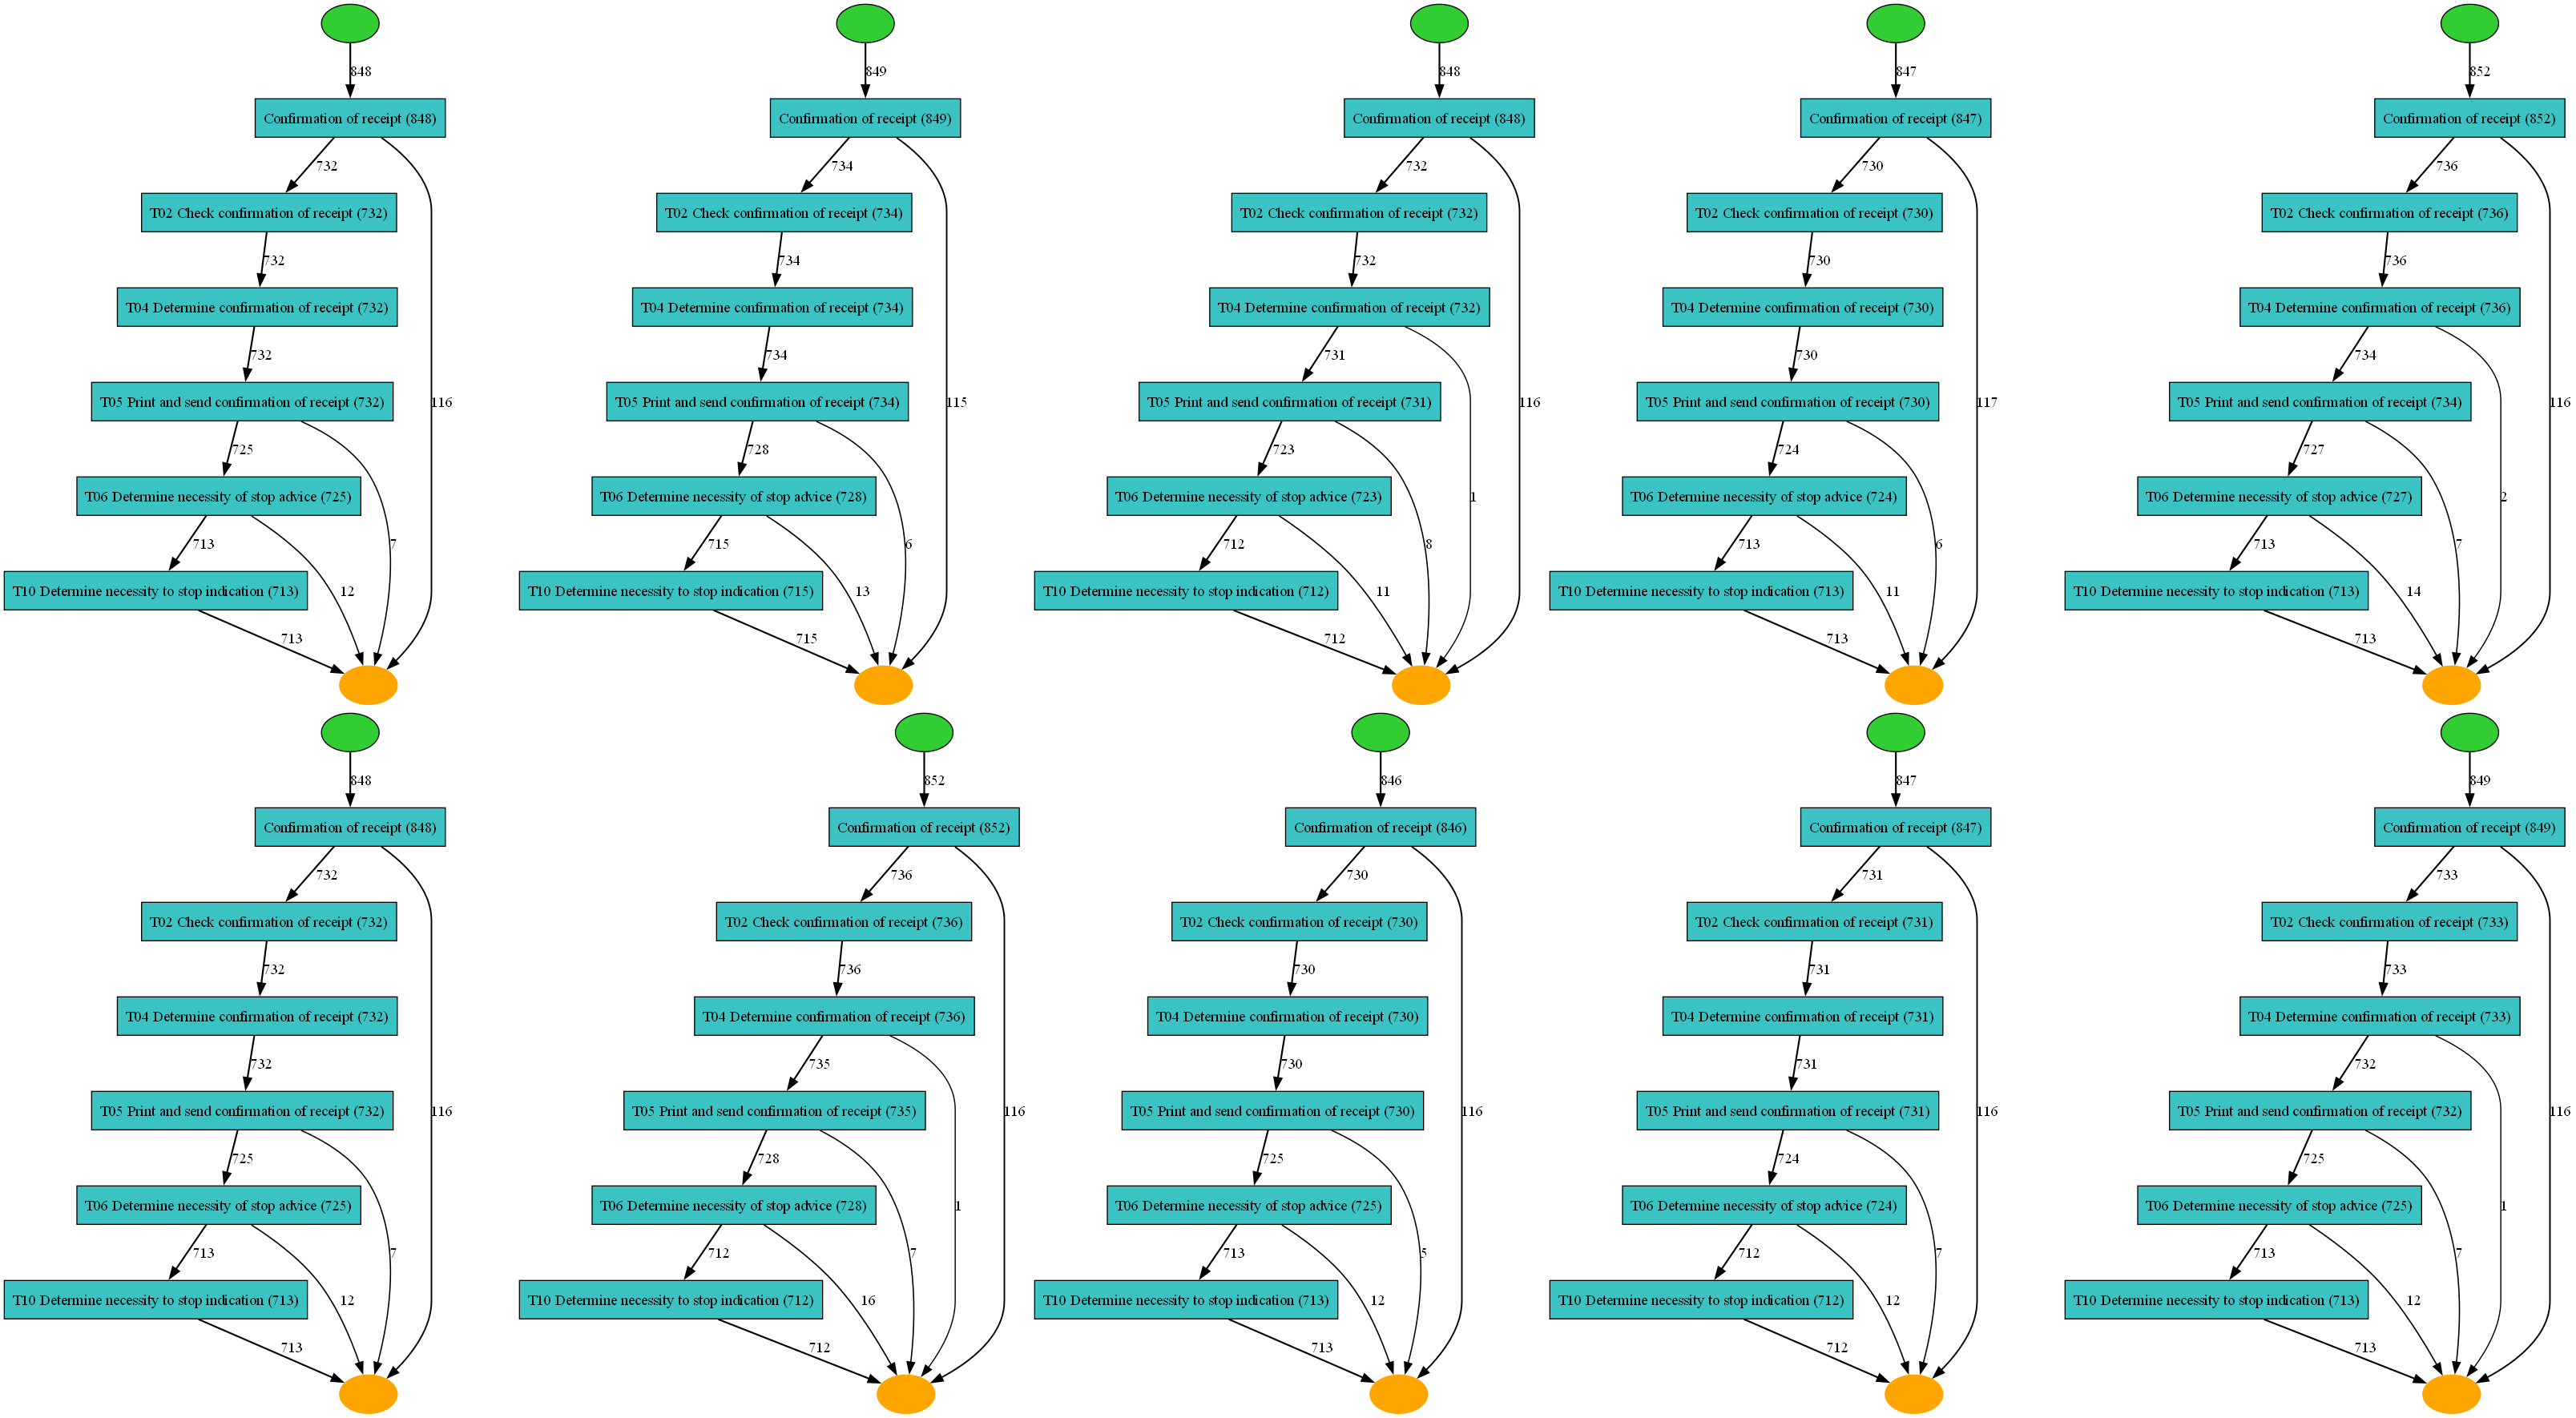 848
Confirmation of receipt (848)
732
T02 Check confirmation of receipt (732)
732
T04 Determine confirmation of receipt (732)
732
T05 Print and send confirmation of receipt (732)
116
725
T06 Determine necessity of stop advice (725)
713
7
T10 Determine necessity to stop indication (713)
12
713
849
Confirmation of receipt (849)
734
T02 Check confirmation of receipt (734)
734
T04 Determine confirmation of receipt (734)
734
T05 Print and send confirmation of receipt (734)
115
728
T06 Determine necessity of stop advice (728)
715
6
T10 Determine necessity to stop indication (715)
13
715
848
Confirmation of receipt (848)
732
T02 Check confirmation of receipt (732)
732
T04 Determine confirmation of receipt (732)
731
T05 Print and send confirmation of receipt (731)
116
723
T06 Determine necessity of stop advice (723)
1
712
8
T10 Determine necessity to stop indication (712)
11
712
847
Confirmation of receipt (847)
730
T02 Check confirmation of receipt (730)
730
T04 Determine confirmation of receipt (730)
730
T05 Print and send confirmation of receipt (730)
117
724
T06 Determine necessity of stop advice (724)
713
6
T10 Determine necessity to stop indication (713)
11
713
852
Confirmation of receipt (852)
736
T02 Check confirmation of receipt (736)
736
T04 Determine confirmation of receipt (736)
734
T05 Print and send confirmation of receipt (734)
116
727
T06 Determine necessity of stop advice (727)
2
713
7
T10 Determine necessity to stop indication (713)
14
713
848
Confirmation of receipt (848)
732
T02 Check confirmation of receipt (732)
732
T04 Determine confirmation of receipt (732)
732
T05 Print and send confirmation of receipt (732)
116
725
T06 Determine necessity of stop advice (725)
713
7
T10 Determine necessity to stop indication (713)
12
713
852
Confirmation of receipt (852)
736
T02 Check confirmation of receipt (736)
736
T04 Determine confirmation of receipt (736)
735
T05 Print and send confirmation of receipt (735)
116
728
T06 Determine necessity of stop advice (728)
1
712
7
T10 Determine necessity to stop indication (712)
16
712
846
Confirmation of receipt (846)
730
T02 Check confirmation of receipt (730)
730
T04 Determine confirmation of receipt (730)
730
T05 Print and send confirmation of receipt (730)
116
725
T06 Determine necessity of stop advice (725)
713
5
T10 Determine necessity to stop indication (713)
12
713
847
Confirmation of receipt (847)
731
T02 Check confirmation of receipt (731)
731
T04 Determine confirmation of receipt (731)
731
T05 Print and send confirmation of receipt (731)
116
724
T06 Determine necessity of stop advice (724)
712
7
T10 Determine necessity to stop indication (712)
12
712
849
Confirmation of receipt (849)
733
T02 Check confirmation of receipt (733)
733
T04 Determine confirmation of receipt (733)
732
T05 Print and send confirmation of receipt (732)
116
725
T06 Determine necessity of stop advice (725)
1
713
7
T10 Determine necessity to stop indication (713)
12
713